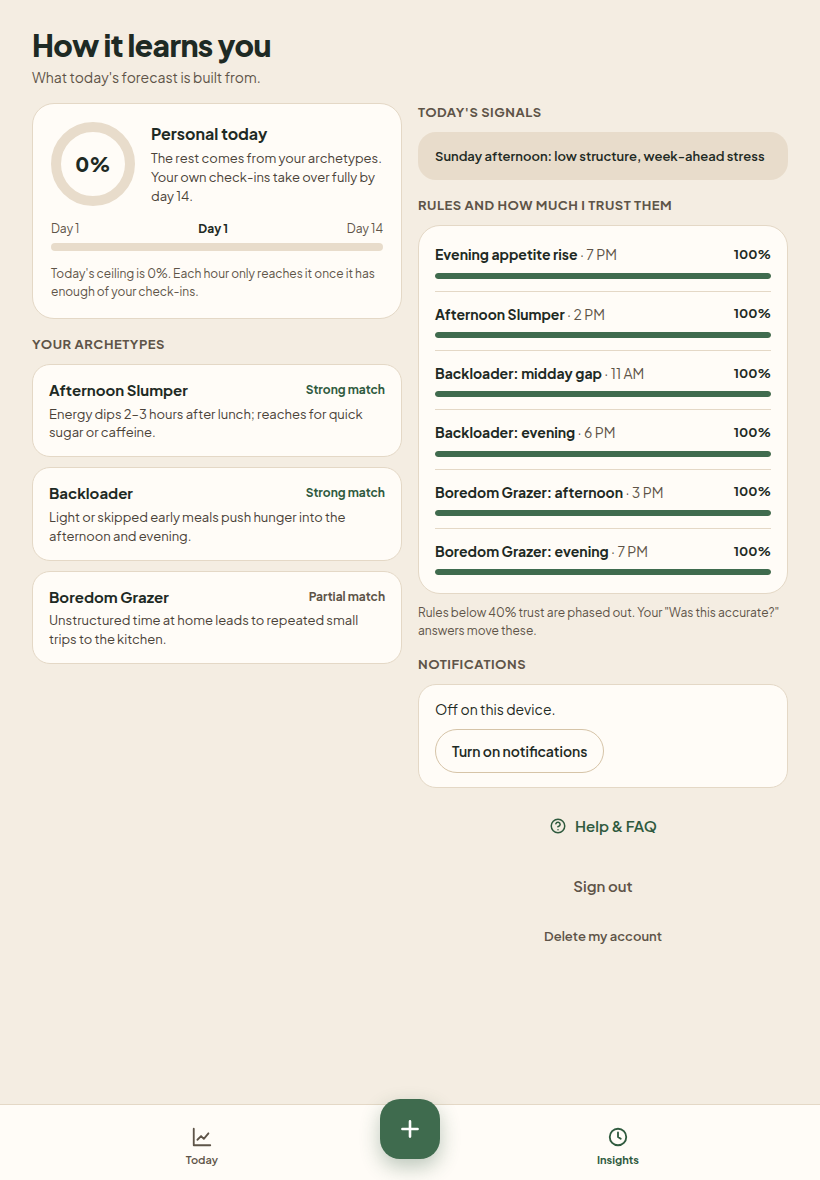 How it learns you
What today's forecast is built from.
0%
Personal today
The rest comes from your archetypes.
Your own check-ins take over fully by
day 14.
Day 1 Day 1 Day 14
Today's ceiling is 0%. Each hour only reaches it once it has
enough of your check-ins.
YOUR ARCHETYPES
Afternoon Slumper Strong match
Energy dips 2–3 hours after lunch; reaches for quick
sugar or caffeine.
Backloader Strong match
Light or skipped early meals push hunger into the
afternoon and evening.
Boredom Grazer Partial match
Unstructured time at home leads to repeated small
trips to the kitchen.
TODAY'S SIGNALS
Sunday afternoon: low structure, week-ahead stress
RULES AND HOW MUCH I TRUST THEM
Evening appetite rise · 7 PM 100%
Afternoon Slumper · 2 PM 100%
Backloader: midday gap · 11 AM 100%
Backloader: evening · 6 PM 100%
Boredom Grazer: afternoon · 3 PM 100%
Boredom Grazer: evening · 7 PM 100%
Rules below 40% trust are phased out. Your "Was this accurate?"
answers move these.
NOTIFICATIONS
Off on this device.
Turn on notifications
Help & FAQ
Sign out
Delete my account
Today
Insights